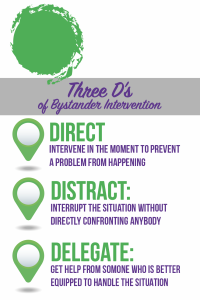 Three D's
of Bystander Intervention
DIRECT
INTERVENE IN THE MOMENT TO PREVENT
A PROBLEM FROM HAPPENING
DISTRACT:
INTERRUPT THE SITUATION WITHOUT
DIRECTLY CONFRONTING ANYBODY
DELEGATE:
GET HELP FROM SOMONE WHO IS BETTER
EQUIPPED TO HANDLE THE SITUATION